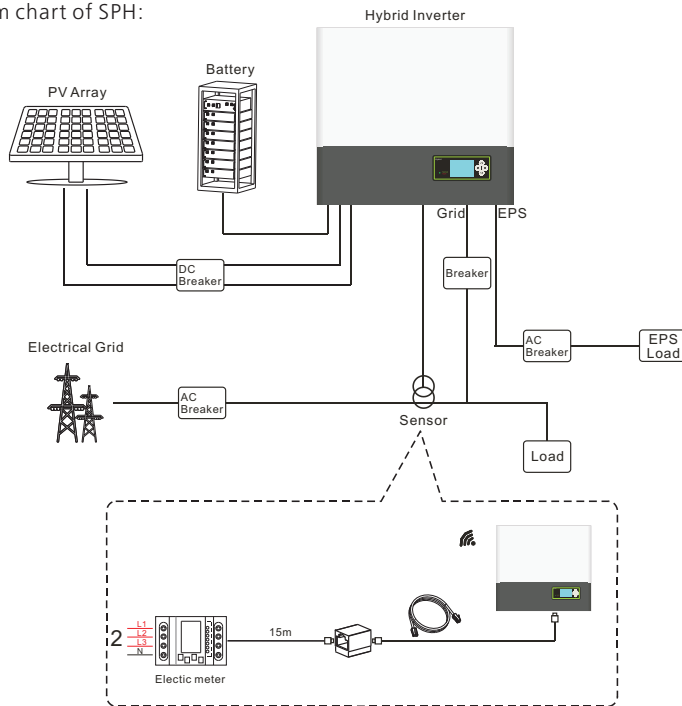 m chart of SPH:
Hybrid Inverter
Battery
PV Array
Grid
EPS
DC
Breaker
Breaker
AC
Breaker
EPS
Load
Electrical Grid
AC
Breaker
Sensor
Load
2
L1
L2
L3
N
15m
Electic meter